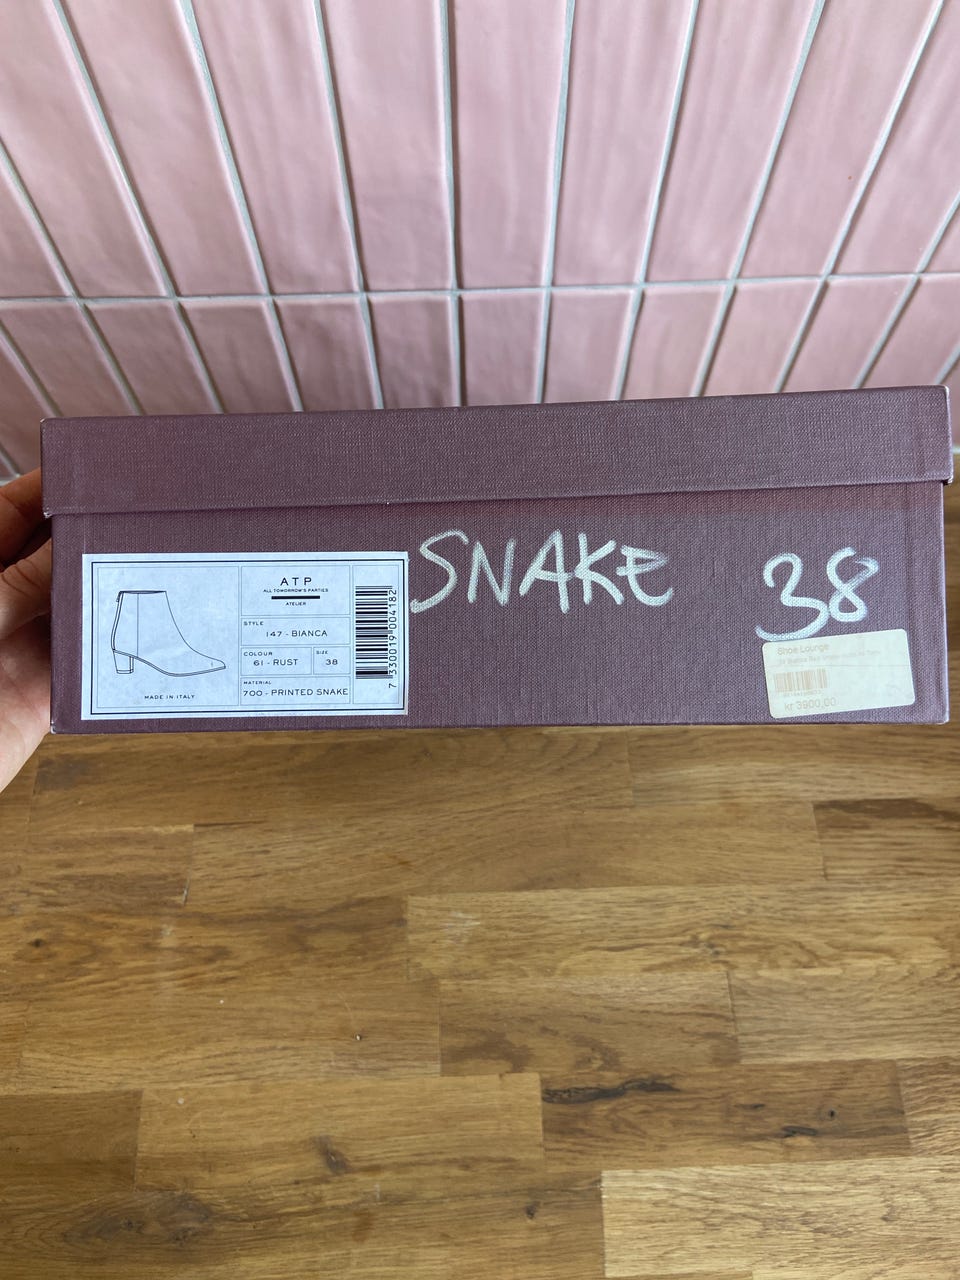 SNAKE
38
ATP
ALL TOMORROW'S PARTIES
ATELIER
STYLE
147 - BIANCA
COLOUR
61 - RUST
SIZE
38
MATERIAL
700 - PRINTED SNAKE
MADE IN ITALY
7 330019 004182
Shoe Lounge
kr 3900,00